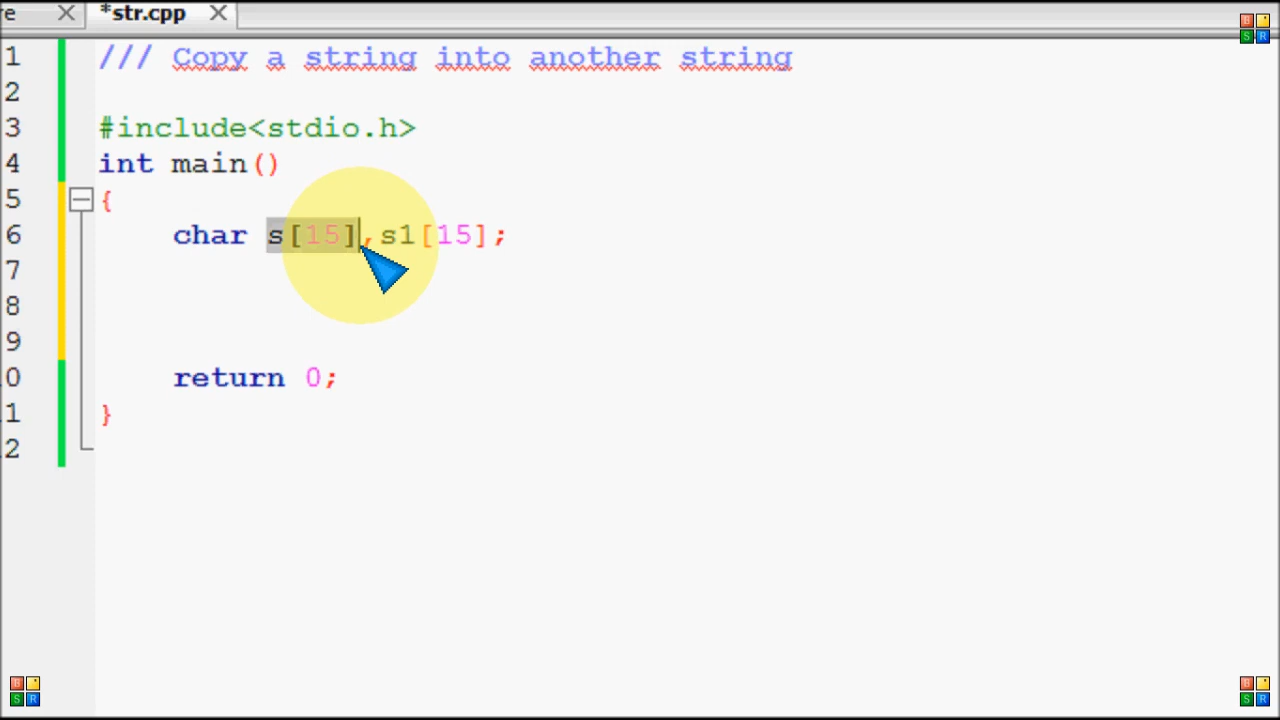 e *str.cpp
1 /// Copy a string into another string
2
3 #include<stdio.h>
4 int main()
5 {
6 char s[15],s1[15];
7
8
9
0 return 0;
1 }
2
B S R
B S R
B S R